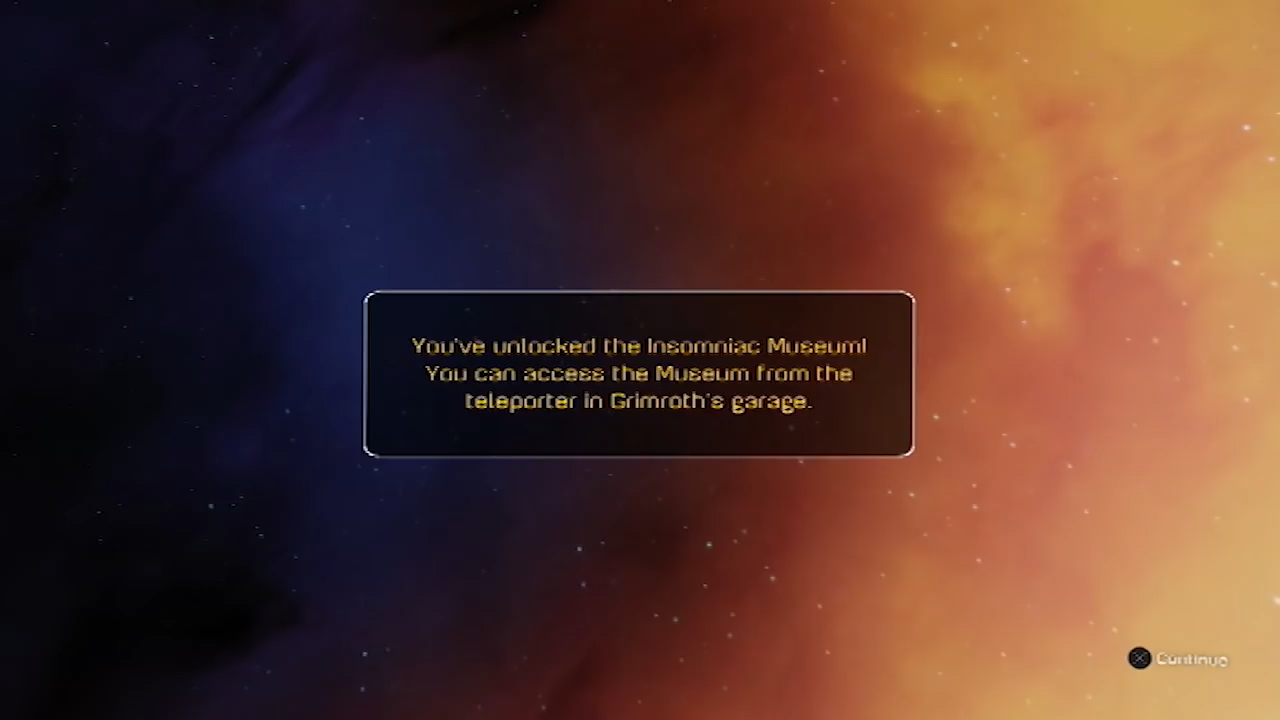 You've unlocked the Insomniac Museum!
You can access the Museum from the
teleporter in Grimroth's garage.
Continue